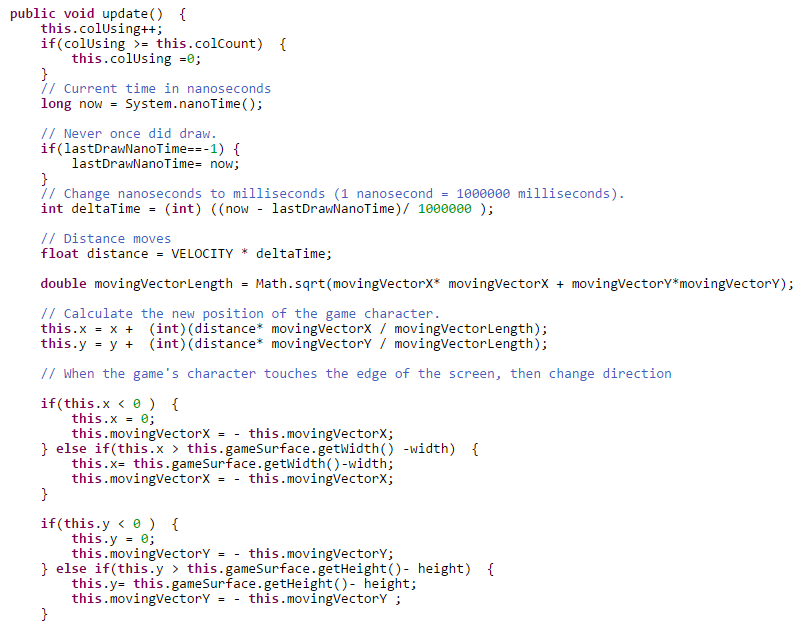 public void update()  {
    this.colUsing++;
    if(colUsing >= this.colCount)  {
        this.colUsing =0;
    }
    // Current time in nanoseconds
    long now = System.nanoTime();

    // Never once did draw.
    if(lastDrawNanoTime==-1) {
        lastDrawNanoTime= now;
    }
    // Change nanoseconds to milliseconds (1 nanosecond = 1000000 milliseconds).
    int deltaTime = (int) ((now - lastDrawNanoTime)/ 1000000 );

    // Distance moves
    float distance = VELOCITY * deltaTime;

    double movingVectorLength = Math.sqrt(movingVectorX* movingVectorX + movingVectorY*movingVectorY);

    // Calculate the new position of the game character.
    this.x = x +  (int)(distance* movingVectorX / movingVectorLength);
    this.y = y +  (int)(distance* movingVectorY / movingVectorLength);

    // When the game's character touches the edge of the screen, then change direction

    if(this.x < 0 )  {
        this.x = 0;
        this.movingVectorX = - this.movingVectorX;
    } else if(this.x > this.gameSurface.getWidth() -width)  {
        this.x= this.gameSurface.getWidth()-width;
        this.movingVectorX = - this.movingVectorX;
    }

    if(this.y < 0 )  {
        this.y = 0;
        this.movingVectorY = - this.movingVectorY;
    } else if(this.y > this.gameSurface.getHeight()- height)  {
        this.y= this.gameSurface.getHeight()- height;
        this.movingVectorY = - this.movingVectorY ;
    }